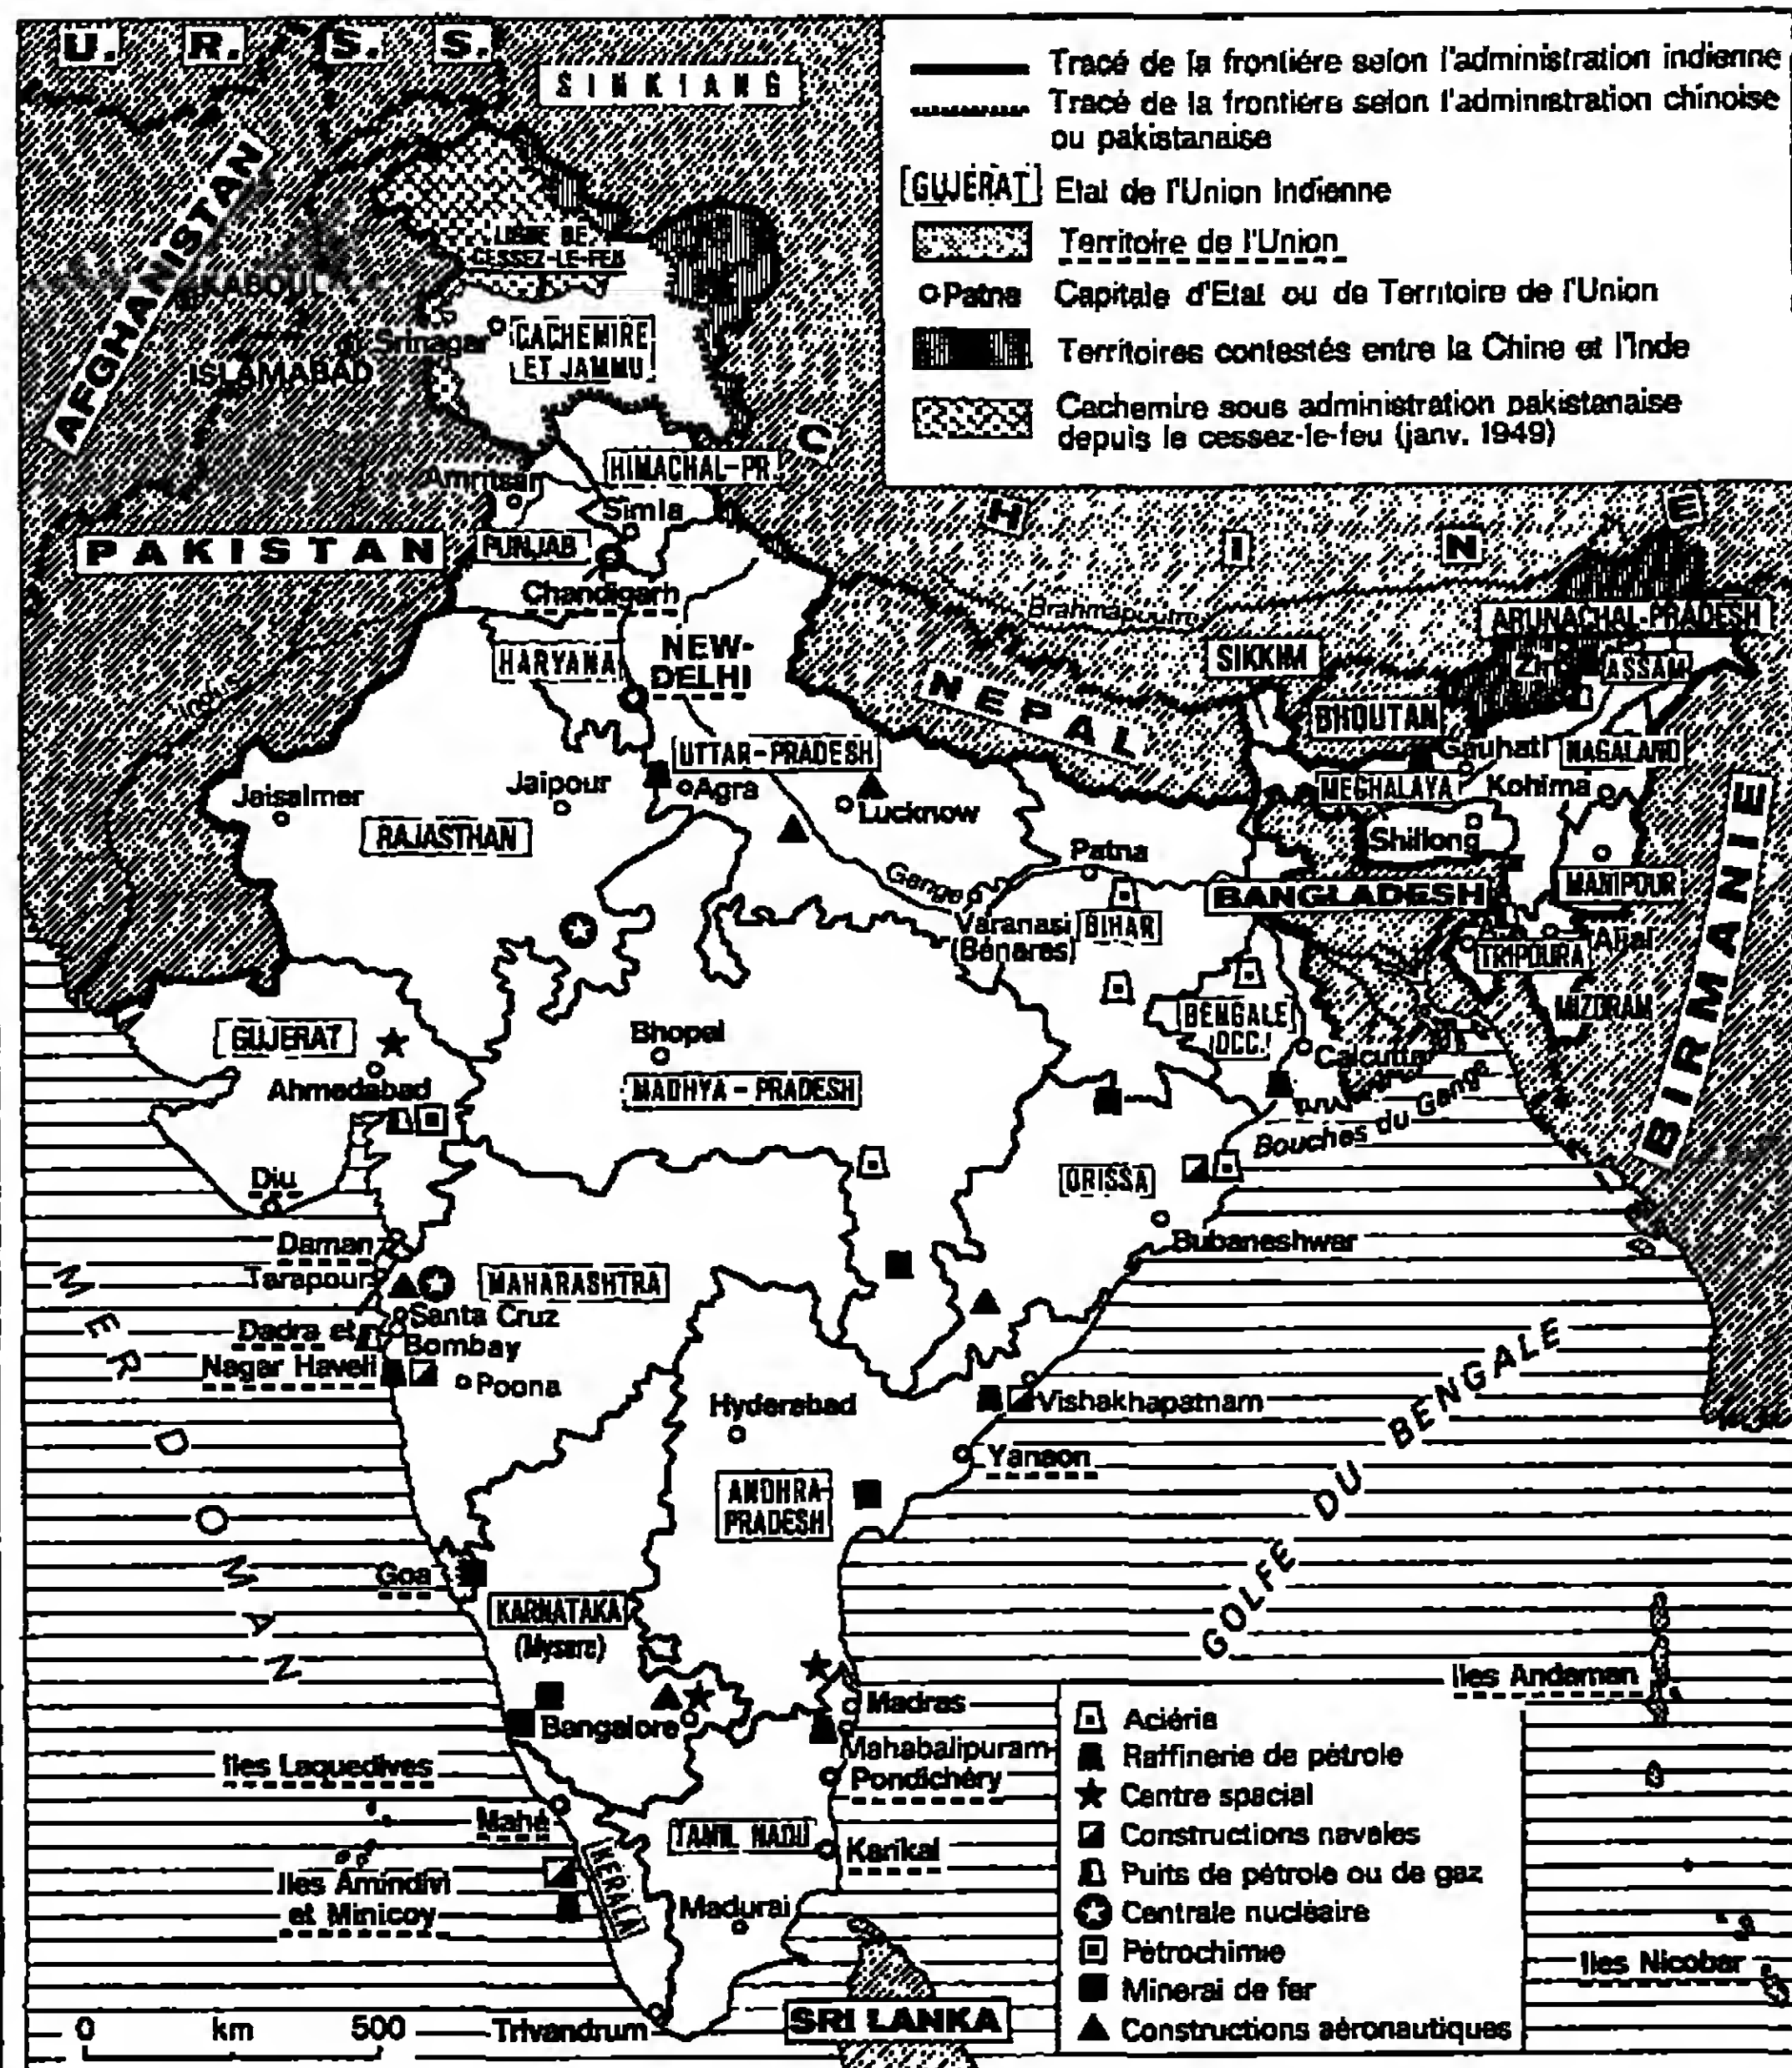 U. R. S. S.
SINKIANG
Tracé de la frontière selon l'administration indienne
Tracé de la frontière selon l'administration chinoise
ou pakistanaise
[GUJERAT] Etat de l'Union Indienne
Territoire de l'Union
Patna Capitale d'Etat ou de Territoire de l'Union
Territoires contestés entre la Chine et l'Inde
Cachemire sous administration pakistanaise
depuis le cessez-le-feu (janv. 1949)
AFGHANISTAN
KABOUL
ISLAMABAD
LIGNE DE
CESSEZ-LE-FEU
Srinagar
CACHEMIRE
ET JAMMU
CHINE
HIMACHAL-PR.
Amritsar
Simla
PAKISTAN
PUNJAB
Chandigarh
Brahmapoutre
ARUNACHAL-PRADESH
HARYANA
NEW-
DELHI
SIKKIM
Z
ASSAM
Indus
NEPAL
BHOUTAN
UTTAR-PRADESH
Gauhati
NAGALAND
Jaisalmer
Jaipour
Agra
Lucknow
MEGHALAYA
Kohima
RAJASTHAN
Shillong
Patna
Gange
BANGLADESH
MANIPOUR
Varanasi
(Bénarès)
BIHAR
A.
Aijal
TRIPOURA
BIRMANIE
GUJERAT
Bhopal
BENGALE
OCC.
MIZORAM
Calcutta
Ahmedabad
MADHYA-PRADESH
Bouches du Gange
Diu
ORISSA
Bubaneshwar
Daman
Tarapour
MAHARASHTRA
Santa Cruz
Dadra et
Nagar Haveli
Bombay
Poona
Hyderabad
Vishakhapatnam
MER D'OMAN
GOLFE DU BENGALE
Yanaon
ANDHRA-
PRADESH
Goa
KARNATAKA
(Mysore)
Iles Andaman
Madras
Bangalore
Mahabalipuram
Iles Laquedives
Pondichéry
Mahé
TAMIL NADU
Karikal
KERALA
Iles Amindivi
et Minicoy
Madurai
Iles Nicobar
Trivandrum
SRI LANKA
0 km 500
Aciérie
Raffinerie de pétrole
Centre spacial
Constructions navales
Puits de pétrole ou de gaz
Centrale nucléaire
Pétrochimie
Minerai de fer
Constructions aéronautiques